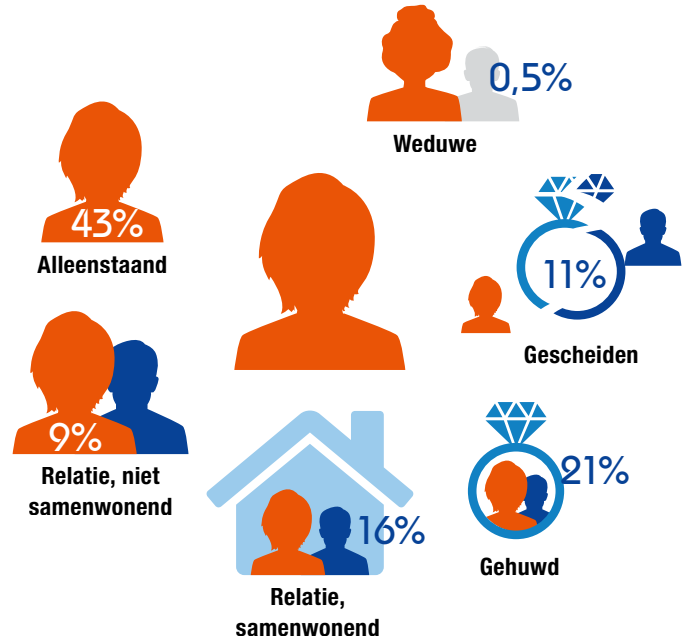 0,5%
Weduwe
43%
Alleenstaand
11%
Gescheiden
9%
Relatie, niet
samenwonend
16%
Relatie,
samenwonend
21%
Gehuwd